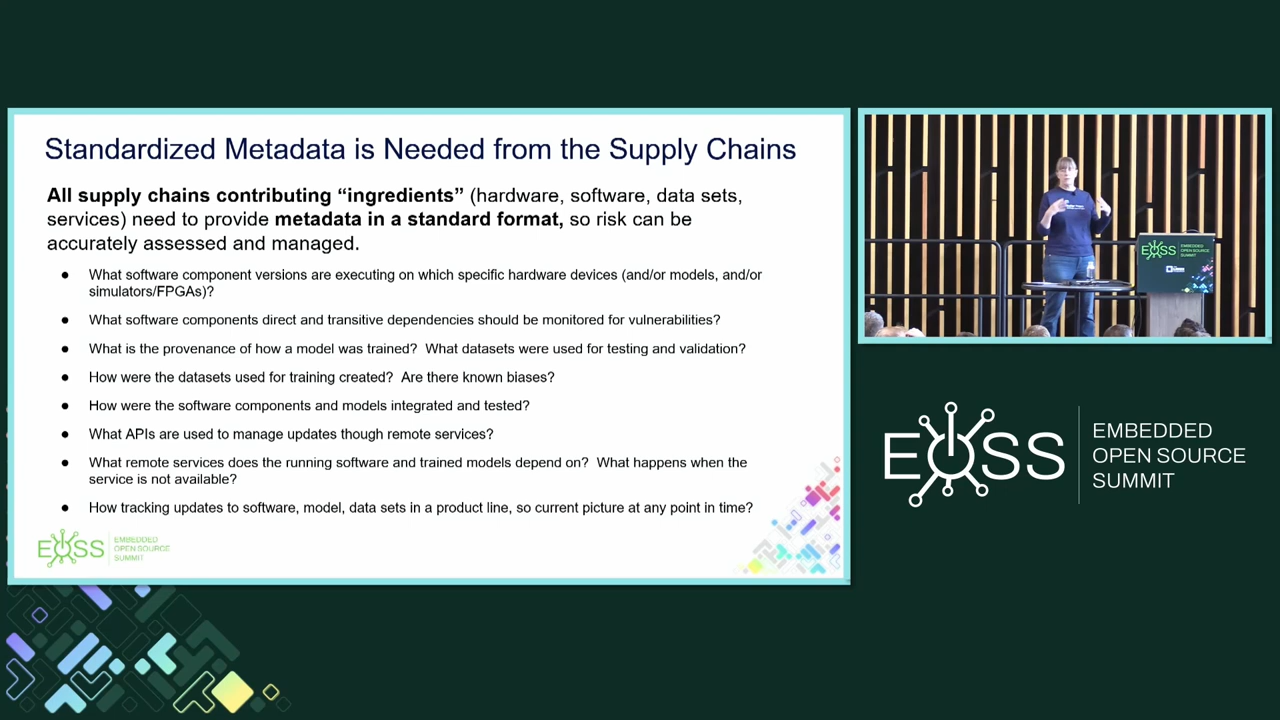 Standardized Metadata is Needed from the Supply Chains
All supply chains contributing “ingredients” (hardware, software, data sets,
services) need to provide metadata in a standard format, so risk can be
accurately assessed and managed.
● What software component versions are executing on which specific hardware devices (and/or models, and/or
simulators/FPGAs)?
● What software components direct and transitive dependencies should be monitored for vulnerabilities?
● What is the provenance of how a model was trained?  What datasets were used for testing and validation?
● How were the datasets used for training created?  Are there known biases?
● How were the software components and models integrated and tested?
● What APIs are used to manage updates though remote services?
● What remote services does the running software and trained models depend on?  What happens when the
service is not available?
● How tracking updates to software, model, data sets in a product line, so current picture at any point in time?
EOSS
EMBEDDED
OPEN SOURCE
SUMMIT
EOSS
EMBEDDED
OPEN SOURCE
SUMMIT
EOSS
EMBEDDED
OPEN SOURCE
SUMMIT